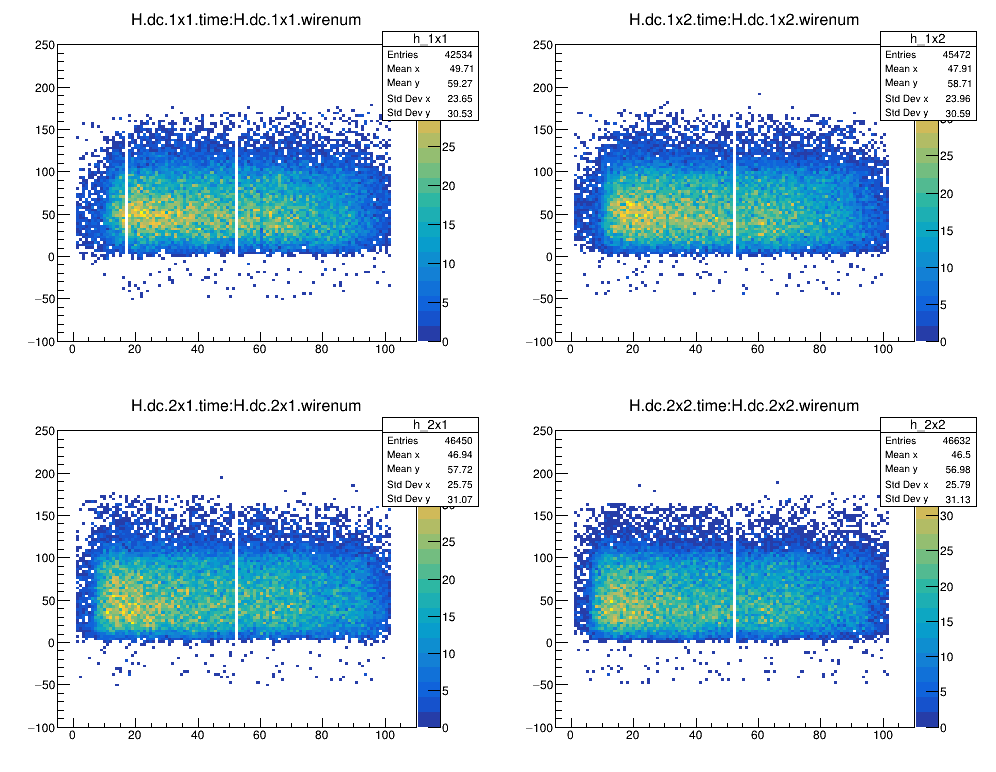 H.dc.1x1.time:H.dc.1x1.wirenum
h_1x1
Entries 42534
Mean x 49.71
Mean y 59.27
Std Dev x 23.65
Std Dev y 30.53
250
200
150
100
50
0
−50
−100
0 20 40 60 80 100
25
20
15
10
5
0
H.dc.1x2.time:H.dc.1x2.wirenum
h_1x2
Entries 45472
Mean x 47.91
Mean y 58.71
Std Dev x 23.96
Std Dev y 30.59
250
200
150
100
50
0
−50
−100
0 20 40 60 80 100
25
20
15
10
5
0
H.dc.2x1.time:H.dc.2x1.wirenum
h_2x1
Entries 46450
Mean x 46.94
Mean y 57.72
Std Dev x 25.75
Std Dev y 31.07
250
200
150
100
50
0
−50
−100
0 20 40 60 80 100
25
20
15
10
5
0
H.dc.2x2.time:H.dc.2x2.wirenum
h_2x2
Entries 46632
Mean x 46.5
Mean y 56.98
Std Dev x 25.79
Std Dev y 31.13
250
200
150
100
50
0
−50
−100
0 20 40 60 80 100
30
25
20
15
10
5
0